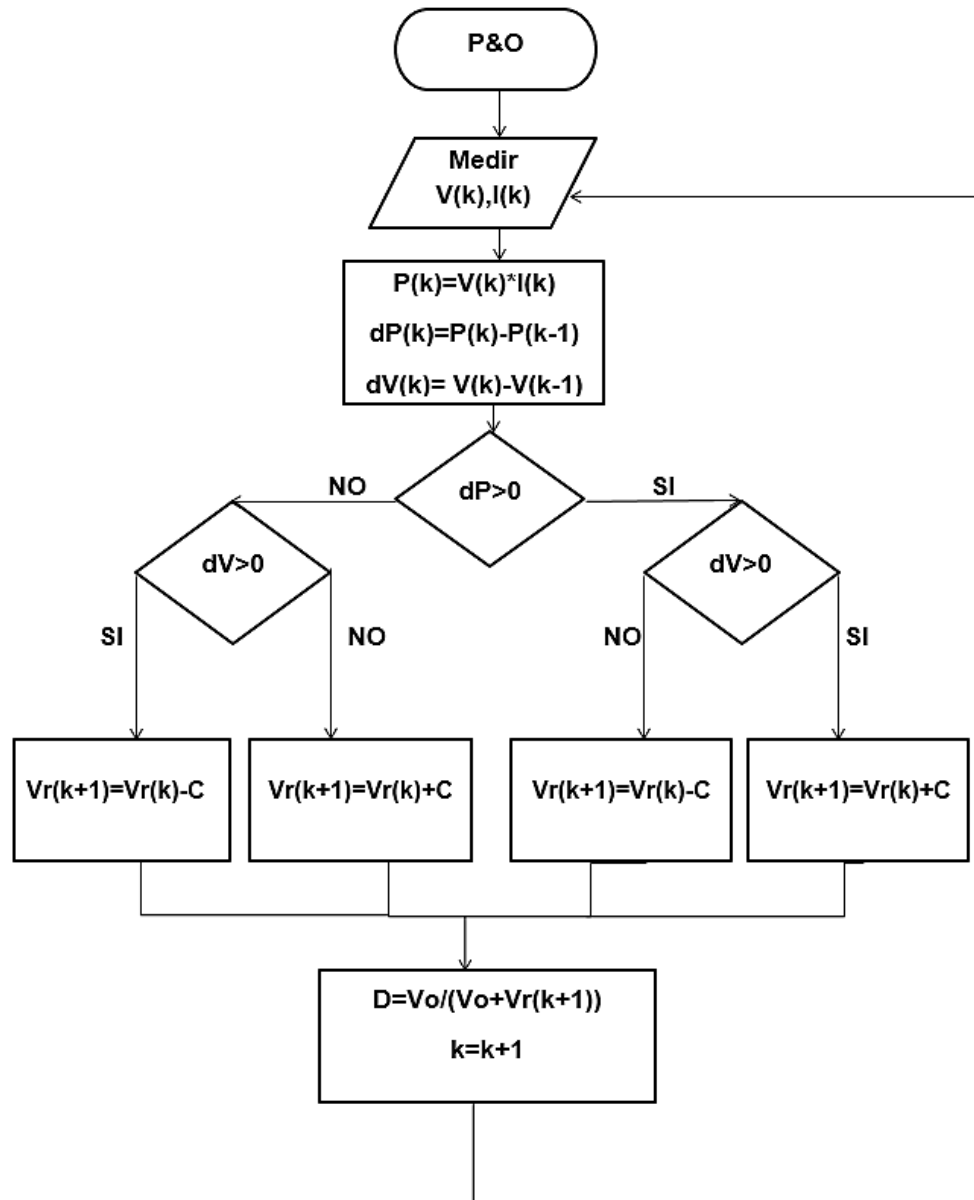 P&O
Medir
V(k),I(k)
P(k)=V(k)*I(k)
dP(k)=P(k)-P(k-1)
dV(k)= V(k)-V(k-1)
dP>0
NO
SI
dV>0
dV>0
SI
NO
NO
SI
Vr(k+1)=Vr(k)-C
Vr(k+1)=Vr(k)+C
Vr(k+1)=Vr(k)-C
Vr(k+1)=Vr(k)+C
D=Vo/(Vo+Vr(k+1))
k=k+1